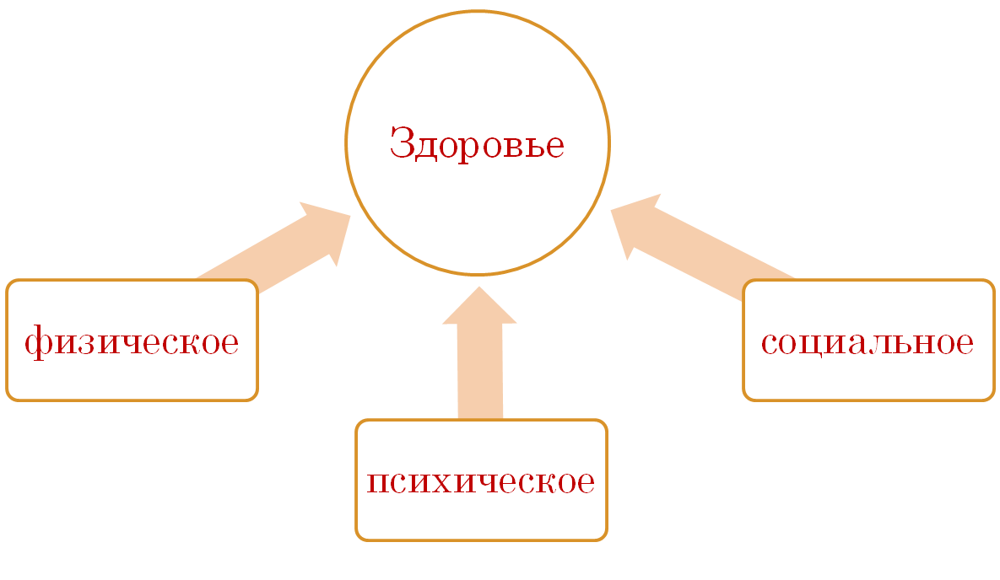 Здоровье
физическое
социальное
психическое